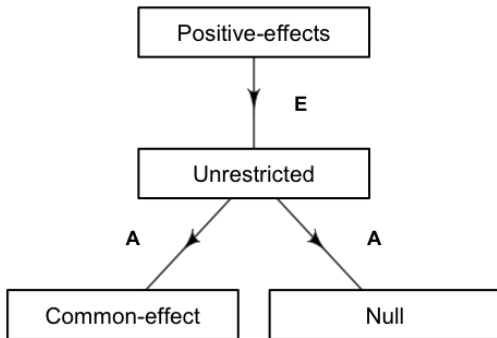 Positive-effects
E
Unrestricted
A
A
Common-effect
Null